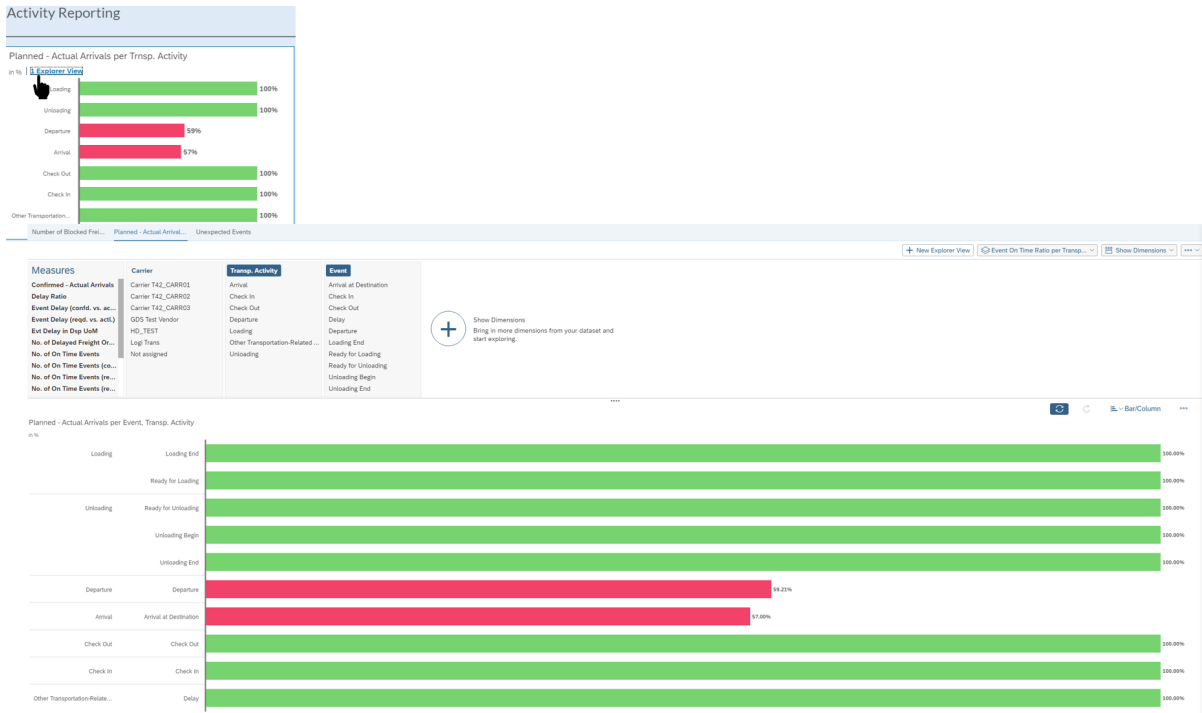 Activity Reporting
Planned - Actual Arrivals per Trnsp. Activity
in % | 1 Explorer View
Loading 100%
Unloading 100%
Departure 59%
Arrival 57%
Check Out 100%
Check In 100%
Other Transportation... 100%
Number of Blocked Frei... Planned - Actual Arrival... Unexpected Events
+ New Explorer View Event On Time Ratio per Transp... Show Dimensions ...
Measures Carrier Transp. Activity Event
Confirmed - Actual Arrivals Carrier T42_CARR01 Arrival Arrival at Destination
Delay Ratio Carrier T42_CARR02 Check In Check In
Event Delay (confd. vs. ac... Carrier T42_CARR03 Check Out Check Out
Event Delay (reqd. vs. actl.) GDS Test Vendor Departure Delay
Evt Delay in Dsp UoM HD_TEST Loading Departure
No. of Delayed Freight Or... Logi Trans Other Transportation-Related ... Loading End
No. of On Time Events Not assigned Unloading Ready for Loading
No. of On Time Events (co... Ready for Unloading
No. of On Time Events (re... Unloading Begin
No. of On Time Events (re... Unloading End
Show Dimensions
Bring in more dimensions from your dataset and
start exploring.
Bar/Column ...
Planned - Actual Arrivals per Event, Transp. Activity
in %
Loading Loading End 100.00%
Ready for Loading 100.00%
Unloading Ready for Unloading 100.00%
Unloading Begin 100.00%
Unloading End 100.00%
Departure Departure 59.21%
Arrival Arrival at Destination 57.00%
Check Out Check Out 100.00%
Check In Check In 100.00%
Other Transportation-Relate... Delay 100.00%